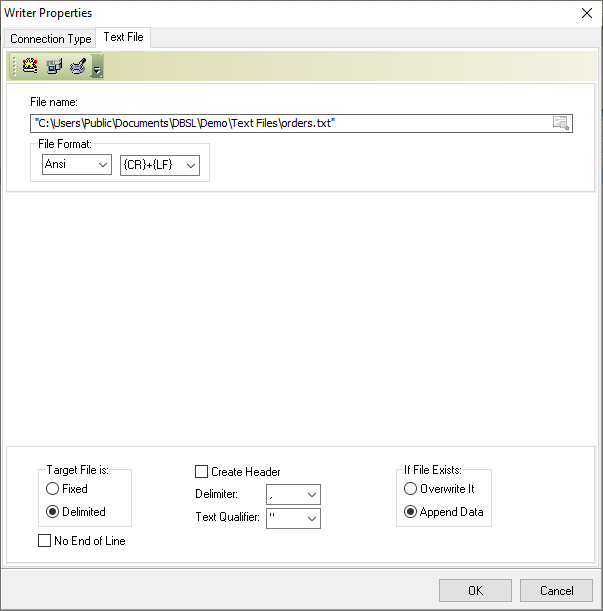 Writer Properties
Connection Type Text File
File name:
"C:\Users\Public\Documents\DBSL\Demo\Text Files\orders.txt"
File Format:
Ansi {CR}+{LF}
Target File is:
Fixed
Delimited
No End of Line
Create Header
Delimiter: ,
Text Qualifier: "
If File Exists:
Overwrite It
Append Data
OK Cancel